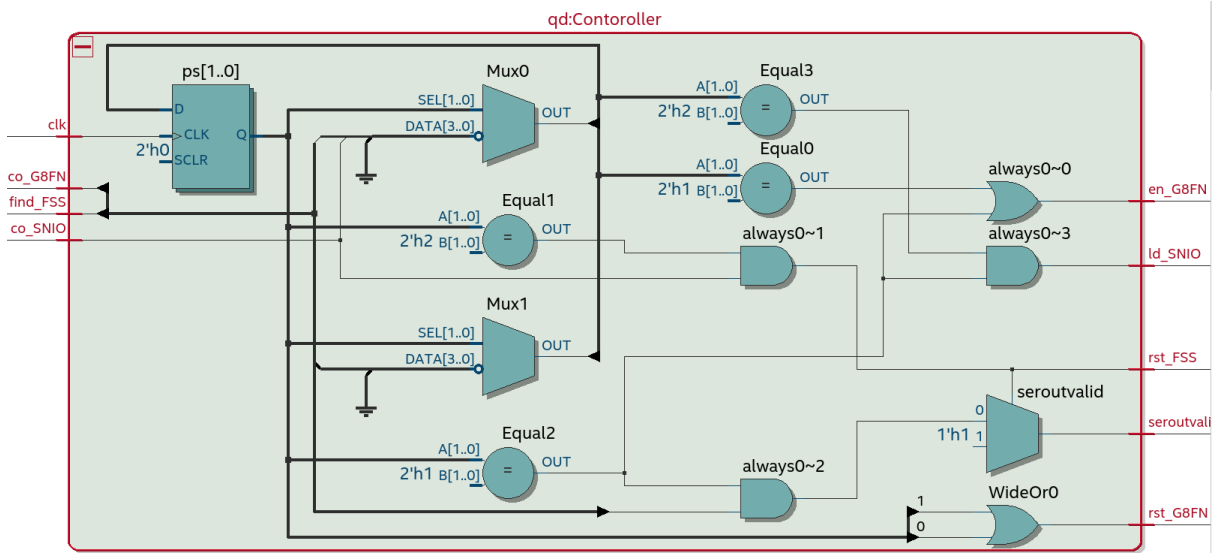 qd:Contoroller
ps[1..0]
D
CLK
Q
2'h0
SCLR
clk
co_G8FN
find_FSS
co_SNIO
Mux0
SEL[1..0]
DATA[3..0]
OUT
Equal1
A[1..0]
2'h2 B[1..0]
=
OUT
Mux1
SEL[1..0]
DATA[3..0]
OUT
Equal2
A[1..0]
2'h1 B[1..0]
=
OUT
Equal3
A[1..0]
2'h2 B[1..0]
=
OUT
Equal0
A[1..0]
2'h1 B[1..0]
=
OUT
always0~1
always0~2
always0~0
always0~3
seroutvalid
0
1'h1 1
WideOr0
1
0
en_G8FN
ld_SNIO
rst_FSS
seroutvali
rst_G8FN